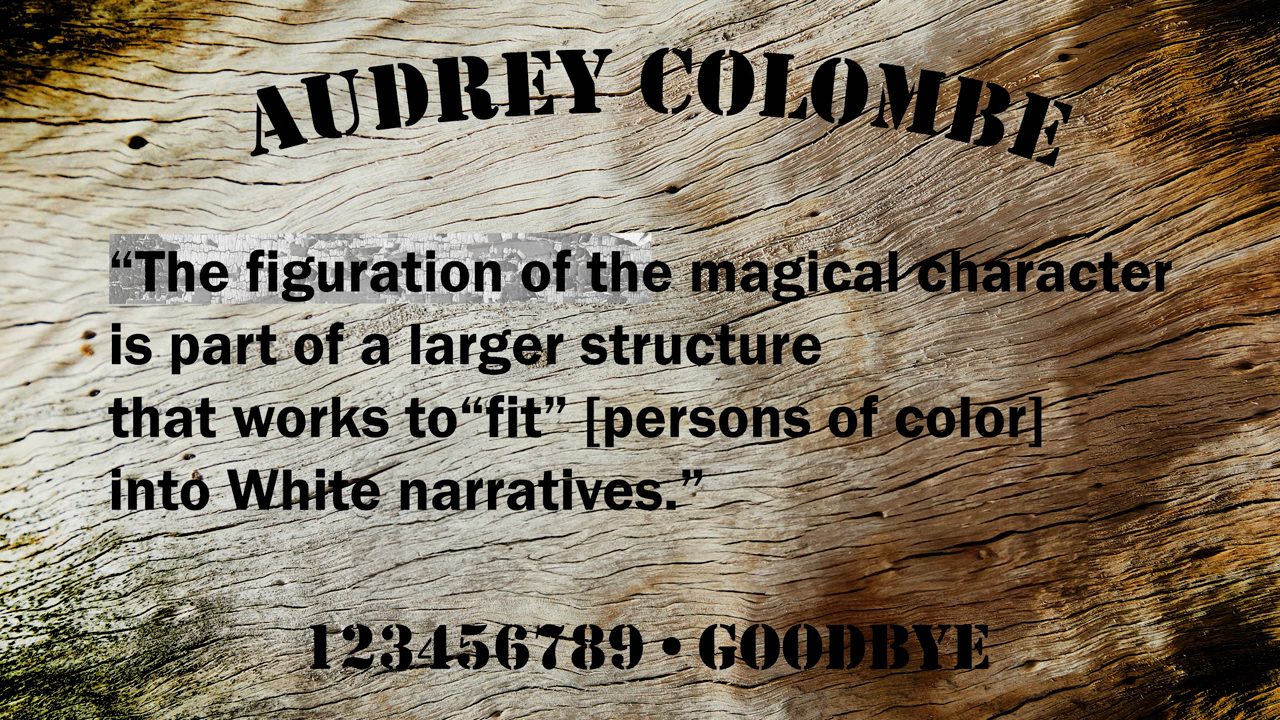 AUDREY COLOMBE
“The figuration of the magical character
is part of a larger structure
that works to“fit” [persons of color]
into White narratives.”
123456789 • GOODBYE